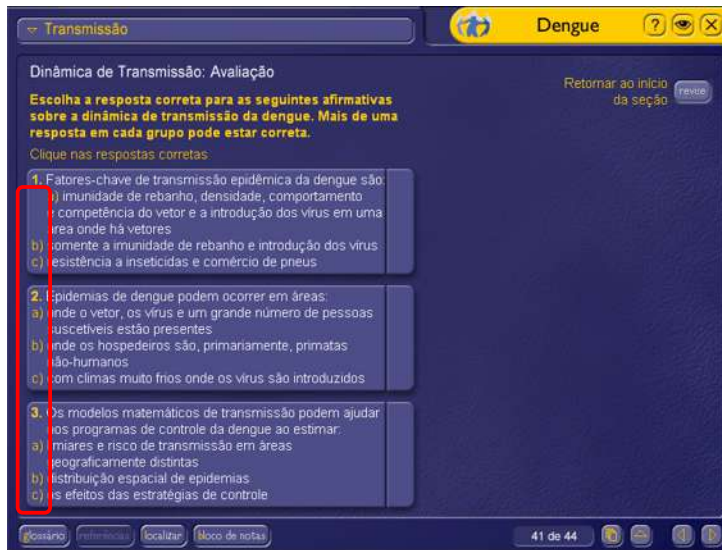 Transmissão
Dengue
?
X
Dinâmica de Transmissão: Avaliação
Retornar ao início
da seção
revue
Escolha a resposta correta para as seguintes afirmativas
sobre a dinâmica de transmissão da dengue. Mais de uma
resposta em cada grupo pode estar correta.
Clique nas respostas corretas
1. Fatores-chave de transmissão epidêmica da dengue são:
a) imunidade de rebanho, densidade, comportamento
e competência do vetor e a introdução dos vírus em uma
área onde há vetores
b) somente a imunidade de rebanho e introdução dos vírus
c) resistência a inseticidas e comércio de pneus
2. Epidemias de dengue podem ocorrer em áreas:
a) onde o vetor, os vírus e um grande número de pessoas
suscetíveis estão presentes
b) onde os hospedeiros são, primariamente, primatas
não-humanos
c) com climas muito frios onde os vírus são introduzidos
3. Os modelos matemáticos de transmissão podem ajudar
nos programas de controle da dengue ao estimar:
a) limiares e risco de transmissão em áreas
geograficamente distintas
b) distribuição espacial de epidemias
c) os efeitos das estratégias de controle
glossário referências localizar bloco de notas
41 de 44